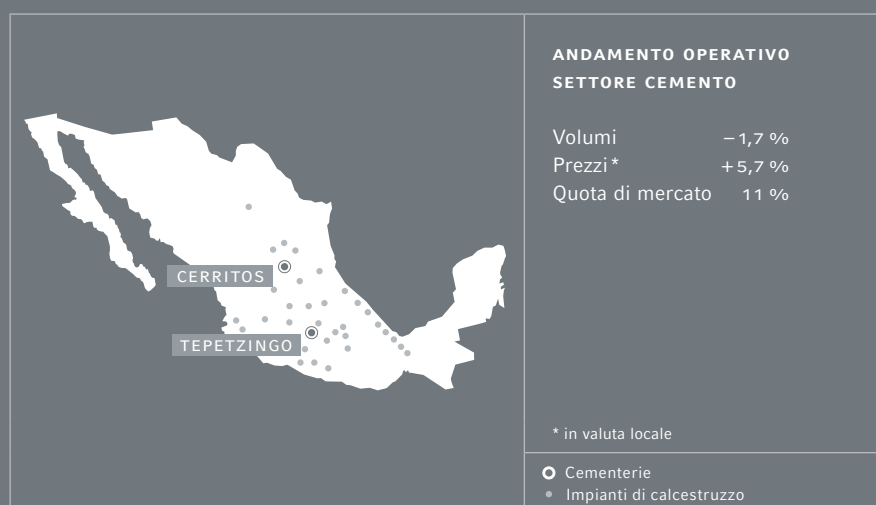 CERRITOS
TEPETZINGO
ANDAMENTO OPERATIVO
SETTORE CEMENTO
Volumi −1,7 %
Prezzi* +5,7 %
Quota di mercato 11 %
* in valuta locale
Cementerie
Impianti di calcestruzzo